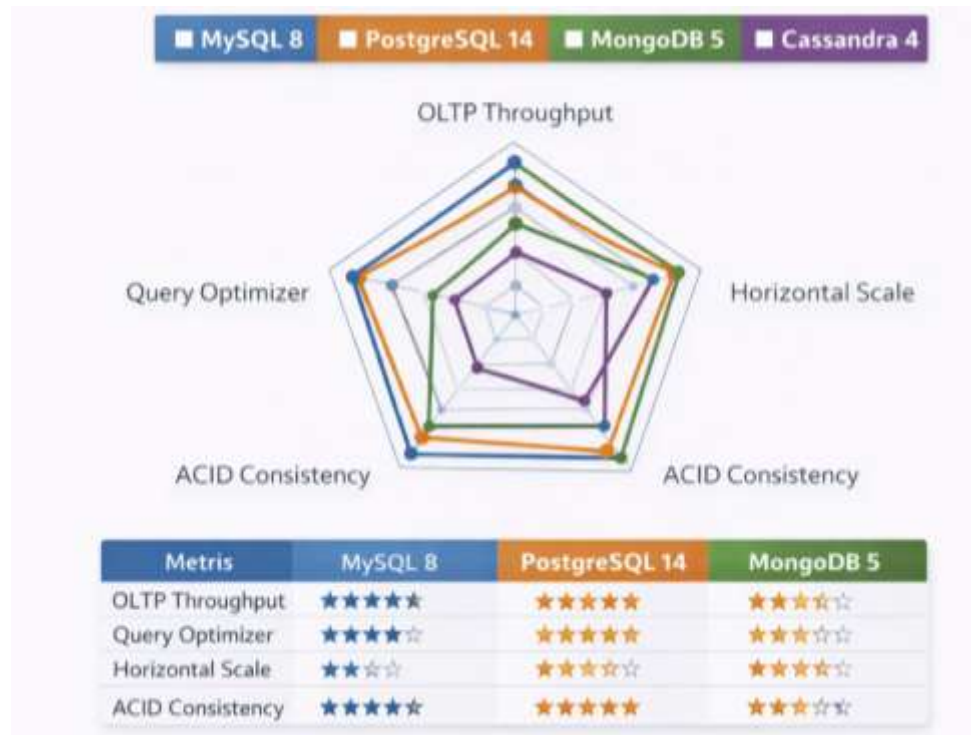 MySQL 8 PostgreSQL 14 MongoDB 5 Cassandra 4
OLTP Throughput
Query Optimizer Horizontal Scale
ACID Consistency ACID Consistency
Metris MySQL 8 PostgreSQL 14 MongoDB 5
OLTP Throughput
Query Optimizer
Horizontal Scale
ACID Consistency